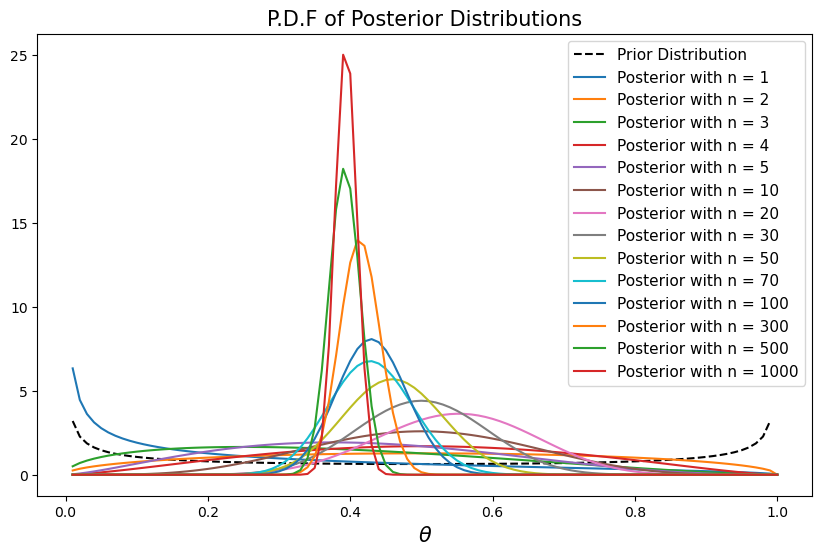 P.D.F of Posterior Distributions
25
20
15
10
5
0
0.0
0.2
0.4
0.6
0.8
1.0
θ
Prior Distribution
Posterior with n = 1
Posterior with n = 2
Posterior with n = 3
Posterior with n = 4
Posterior with n = 5
Posterior with n = 10
Posterior with n = 20
Posterior with n = 30
Posterior with n = 50
Posterior with n = 70
Posterior with n = 100
Posterior with n = 300
Posterior with n = 500
Posterior with n = 1000